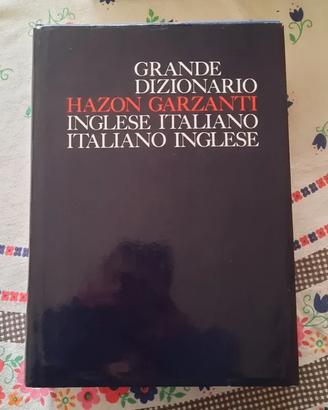 GRANDE
DIZIONARIO
HAZON GARZANTI
INGLESE ITALIANO
ITALIANO INGLESE